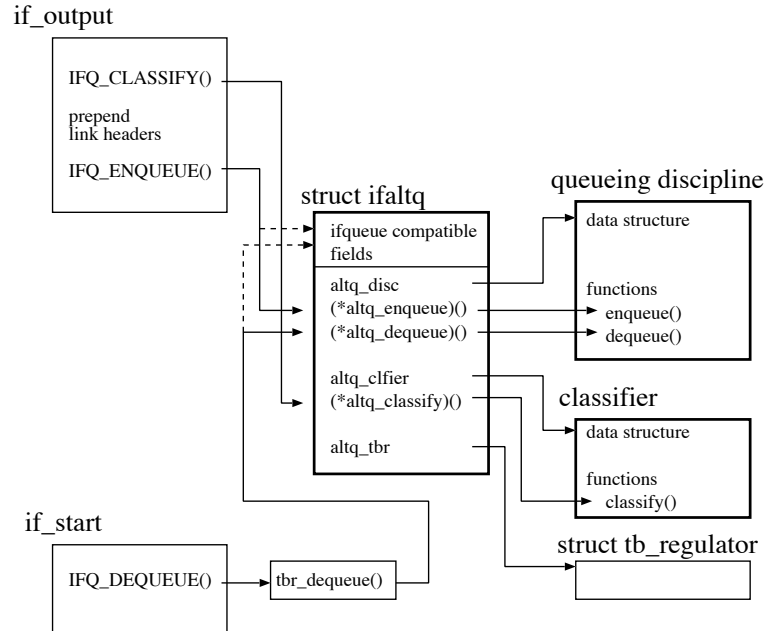 if_output
IFQ_CLASSIFY()
prepend
link headers
IFQ_ENQUEUE()
struct ifaltq
ifqueue compatible
fields
altq_disc
(*altq_enqueue)()
(*altq_dequeue)()
altq_clfier
(*altq_classify)()
altq_tbr
queueing discipline
data structure
functions
enqueue()
dequeue()
classifier
data structure
functions
classify()
if_start
IFQ_DEQUEUE()
tbr_dequeue()
struct tb_regulator